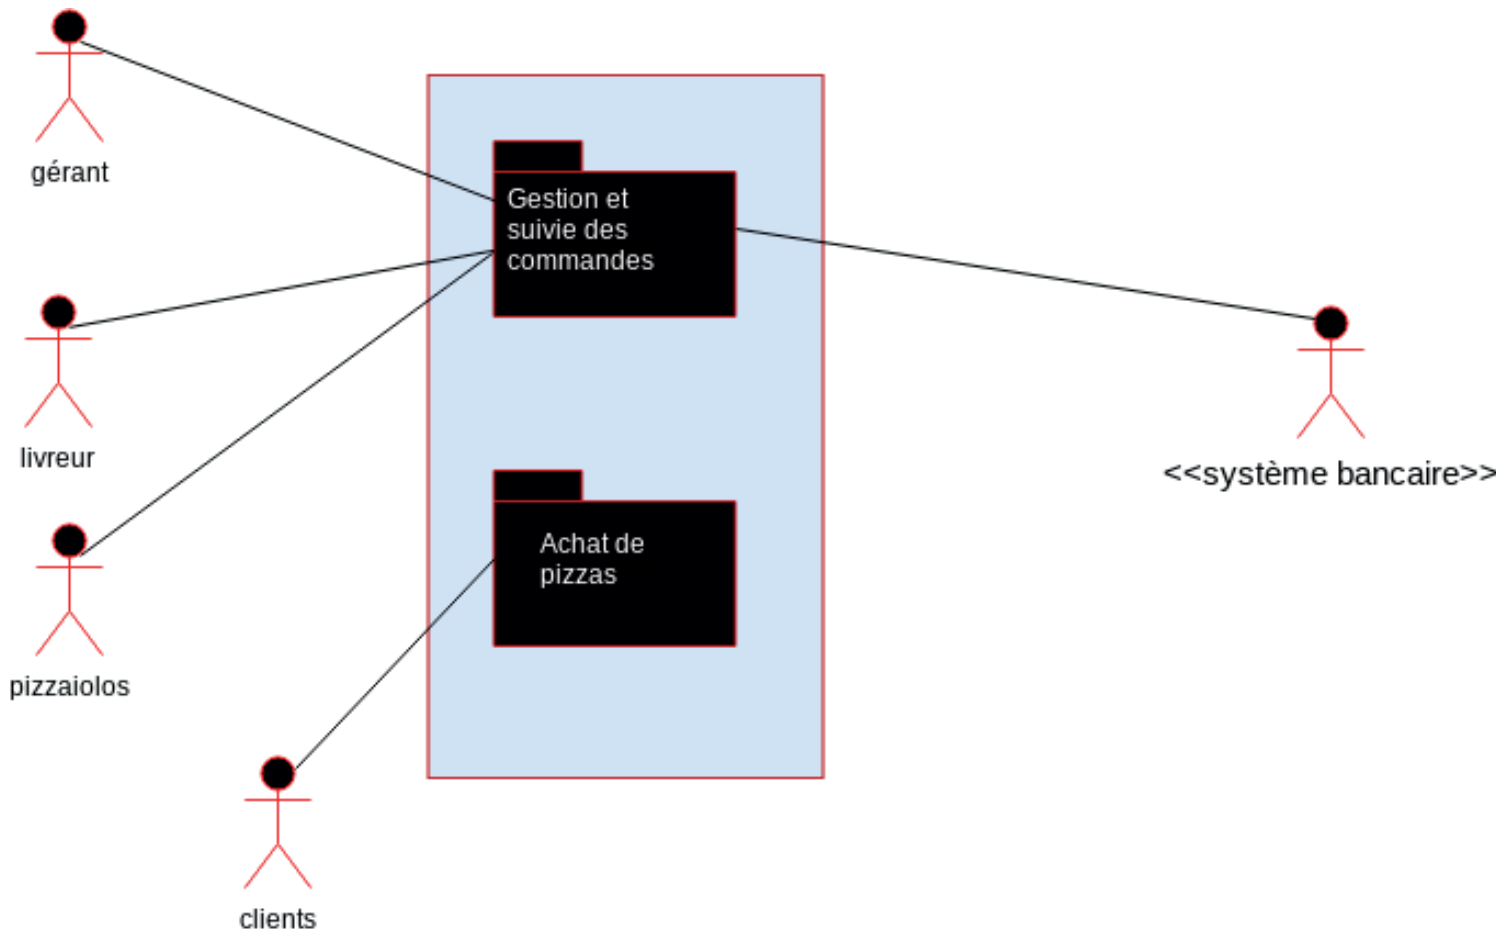 gérant
Gestion et
suivie des
commandes
livreur
<<système bancaire>>
Achat de
pizzas
pizzaiolos
clients